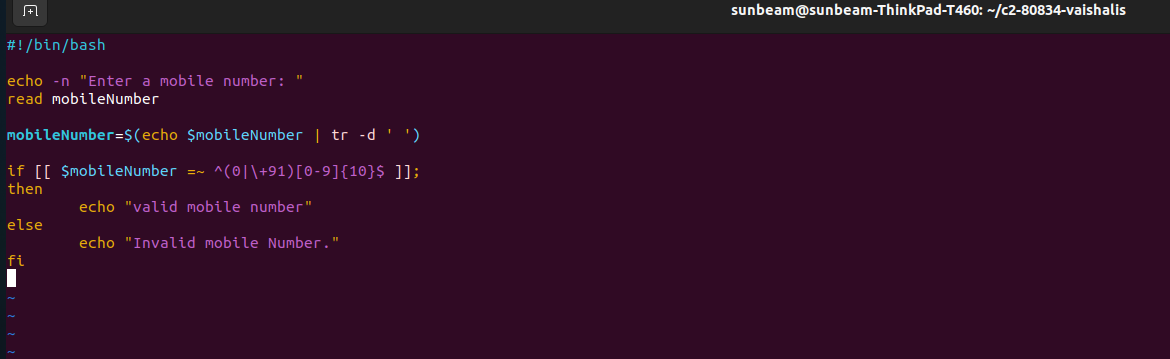 sunbeam@sunbeam-ThinkPad-T460: ~/c2-80834-vaishalis
#!/bin/bash
echo -n "Enter a mobile number: "
read mobileNumber
mobileNumber=$(echo $mobileNumber | tr -d ' ')
if [[ $mobileNumber =~ ^(0|\+91)[0-9]{10}$ ]];
then
        echo "valid mobile number"
else
        echo "Invalid mobile Number."
fi
~
~
~
~